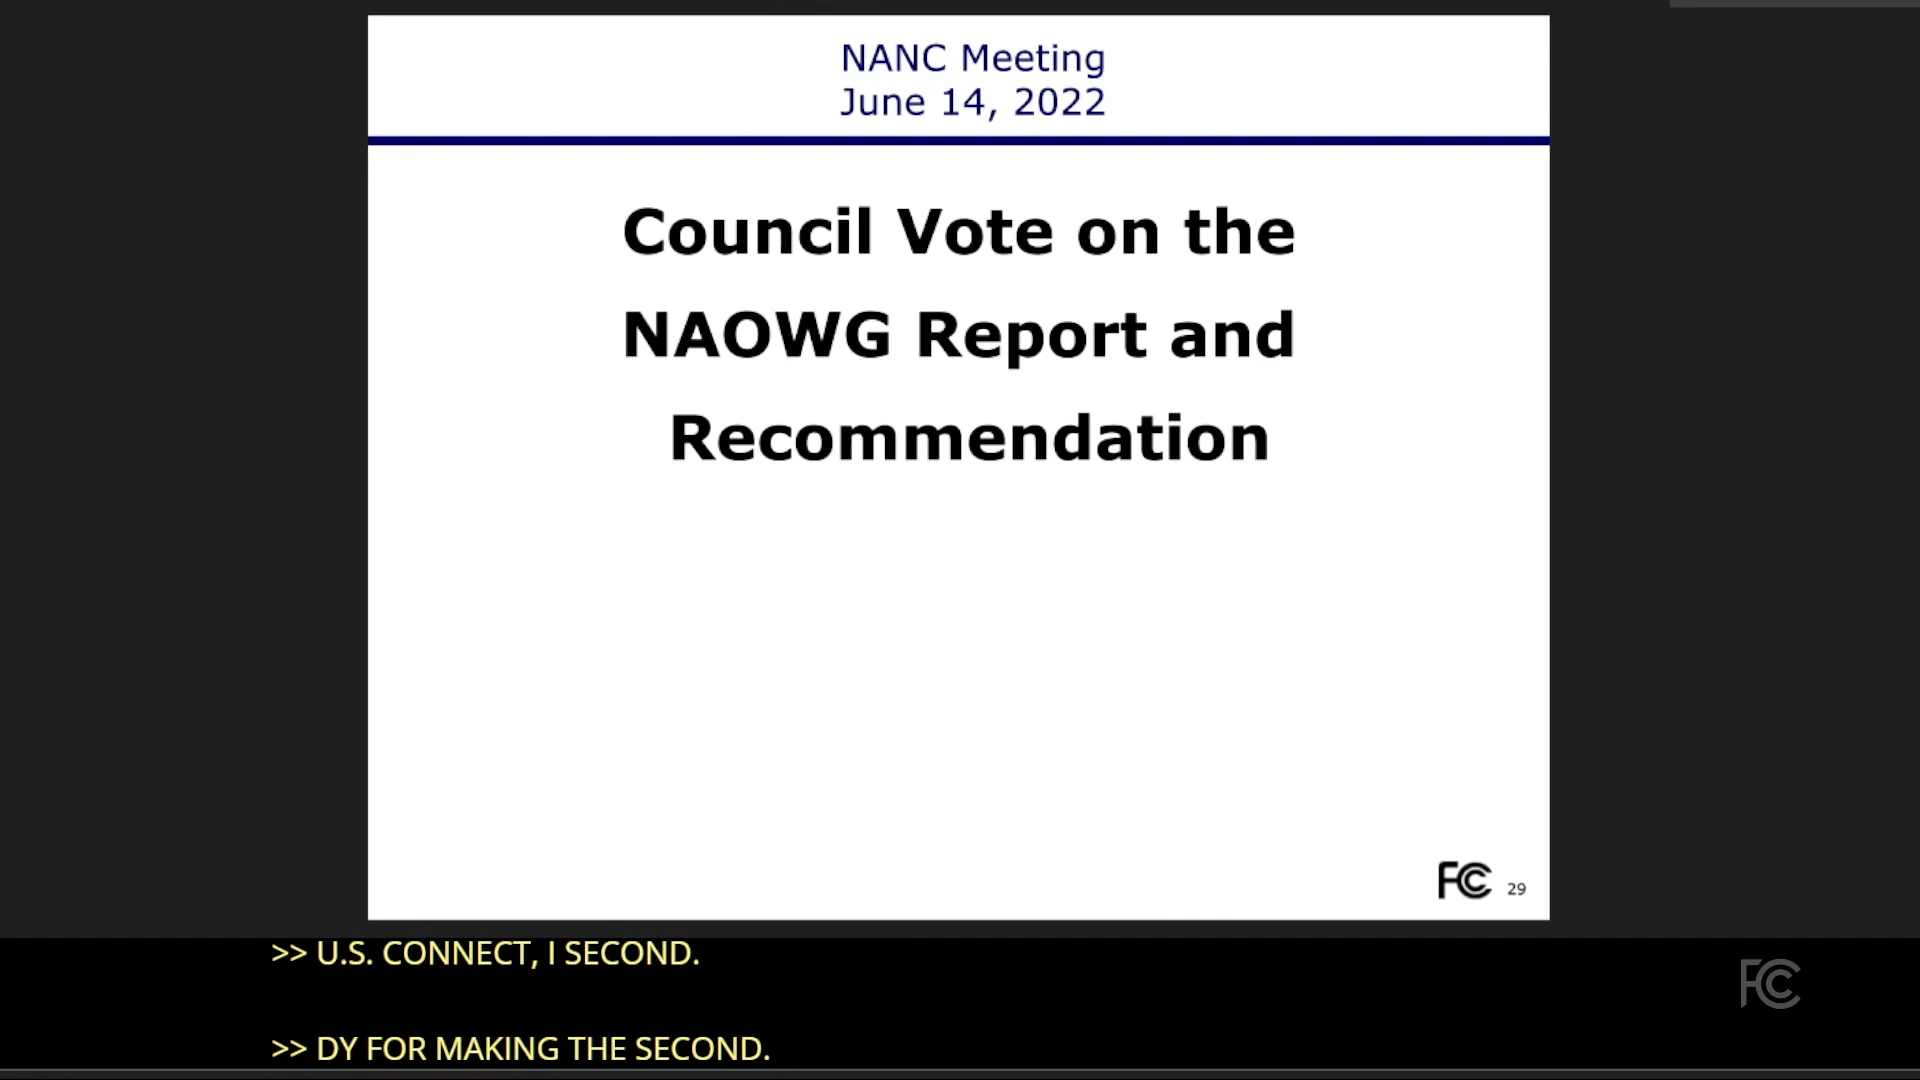 NANC Meeting
June 14, 2022
Council Vote on the
NAOWG Report and
Recommendation
FCC 29
>> U.S. CONNECT, I SECOND.
FCC
>> DY FOR MAKING THE SECOND.